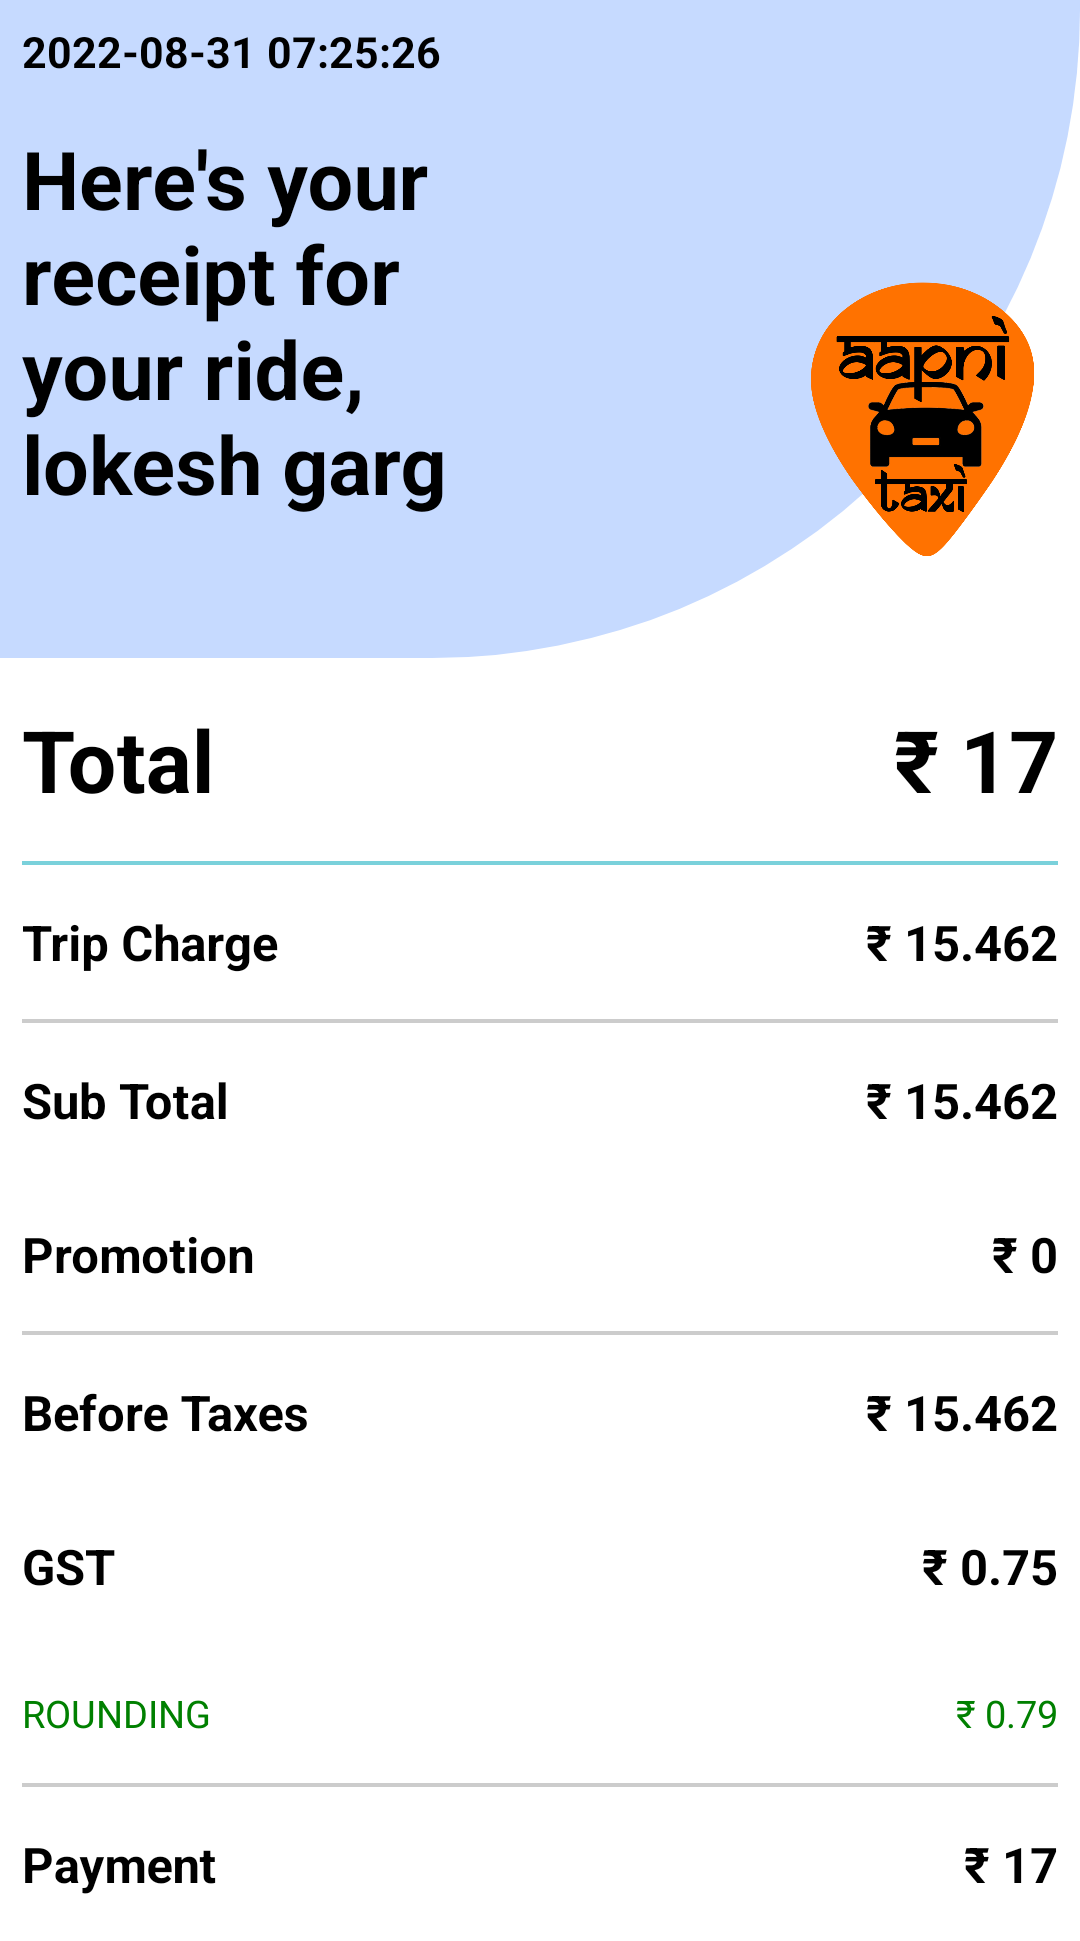 2022-08-31 07:25:26
Here's your
receipt for
your ride,
lokesh garg
aapni
taxi
Total ₹ 17
Trip Charge ₹ 15.462
Sub Total ₹ 15.462
Promotion ₹ 0
Before Taxes ₹ 15.462
GST ₹ 0.75
ROUNDING ₹ 0.79
Payment ₹ 17